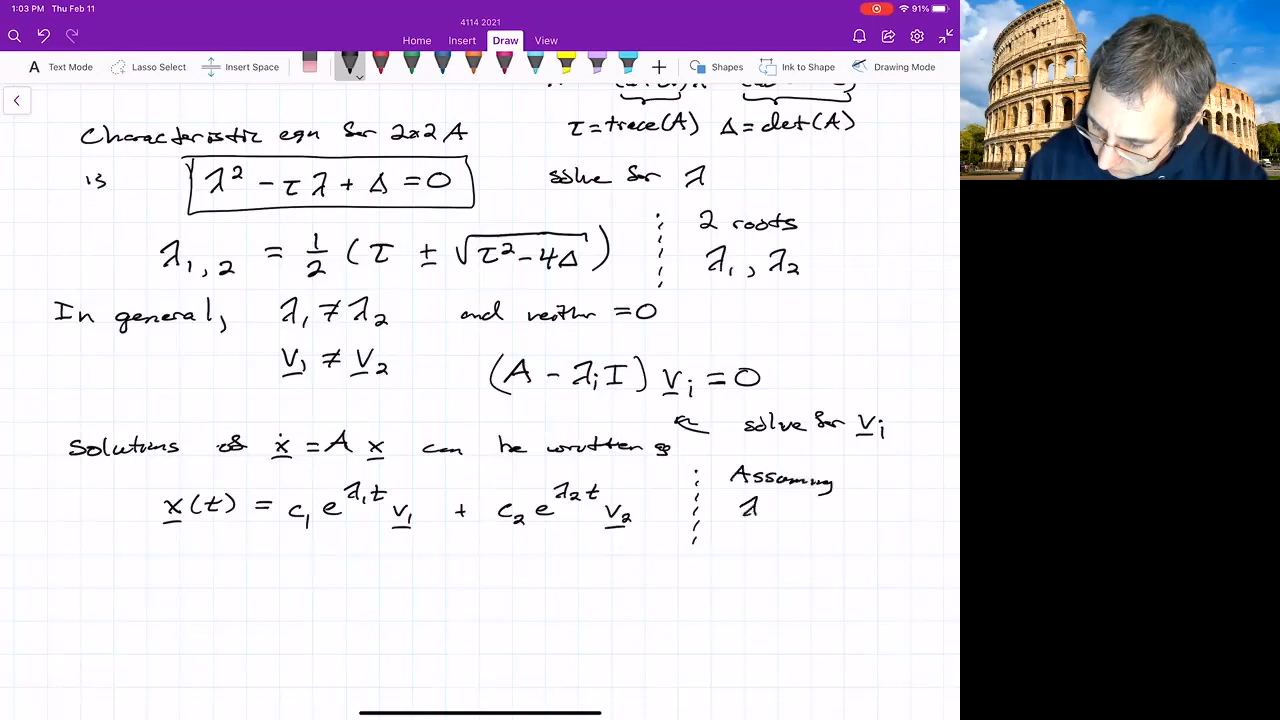 1:03 PM Thu Feb 11
91%
4114 2021
Home Insert Draw View
Text Mode Lasso Select Insert Space Shapes Ink to Shape Drawing Mode
τ = trace(A) Δ = det(A)
Characteristic eqn for 2x2 A
is λ² - τλ + Δ = 0 solve for λ
2 roots
λ₁,₂ = 1/2 (τ ± √(τ² - 4Δ)) λ₁, λ₂
In general, λ₁ ≠ λ₂ and neither = 0
v₁ ≠ v₂ (A - λᵢI) vᵢ = 0
solve for vᵢ
Solutions of ẋ = A x can be written as
x(t) = c₁ e^{λ₁t} v₁ + c₂ e^{λ₂t} v₂
Assuming
λ